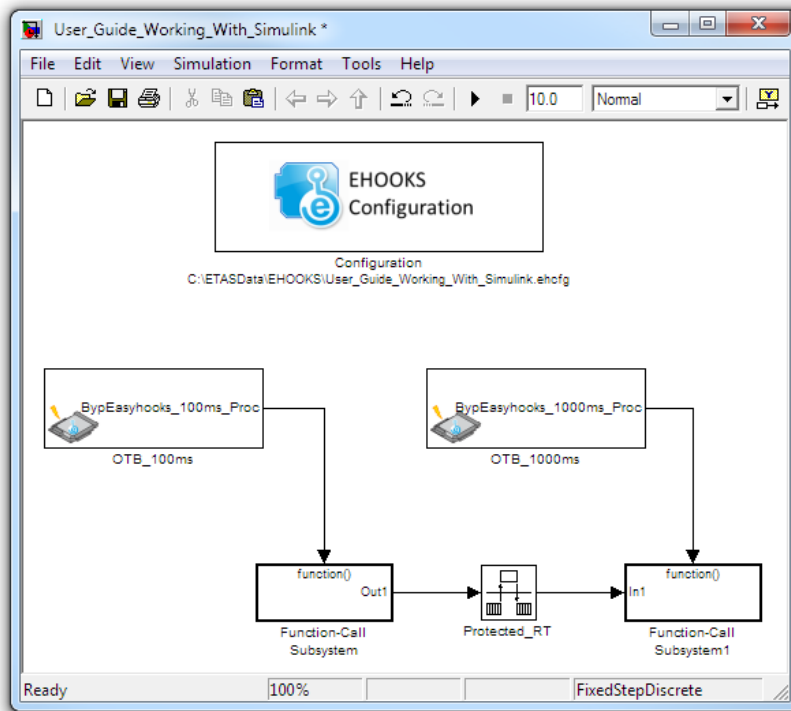 User_Guide_Working_With_Simulink *
File Edit View Simulation Format Tools Help
10.0 Normal
EHOOKS
Configuration
Configuration
C:\ETASData\EHOOKS\User_Guide_Working_With_Simulink.ehcfg
BypEasyhooks_100ms_Proc BypEasyhooks_1000ms_Proc
OTB_100ms OTB_1000ms
function() function()
Out1 In1
Function-Call Protected_RT Function-Call
Subsystem Subsystem1
Ready 100% FixedStepDiscrete